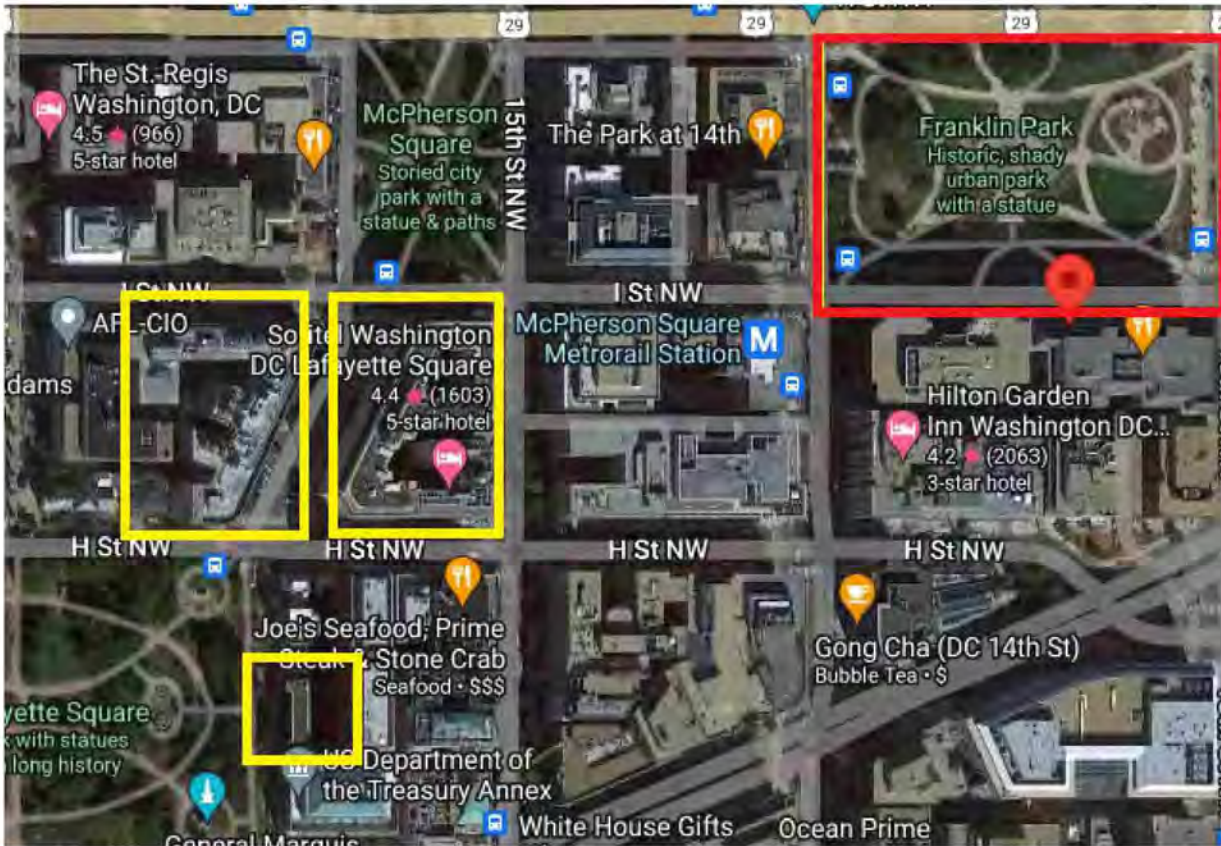 29
29
29
The St. Regis
Washington, DC
4.5 (966)
5-star hotel
McPherson
Square
Storied city
park with a
statue & paths
15th St NW
The Park at 14th
Franklin Park
Historic, shady
urban park
with a statue
I St NW
I St NW
AFL-CIO
Sofitel Washington
DC Lafayette Square
4.4 (1603)
5-star hotel
McPherson Square
Metrorail Station
M
dams
Hilton Garden
Inn Washington DC...
4.2 (2063)
3-star hotel
H St NW
H St NW
H St NW
H St NW
Joe's Seafood, Prime
Steak & Stone Crab
Seafood • $$$
Gong Cha (DC 14th St)
Bubble Tea • $
yette Square
k with statues
long history
US Department of
the Treasury Annex
General Marquis
White House Gifts
Ocean Prime